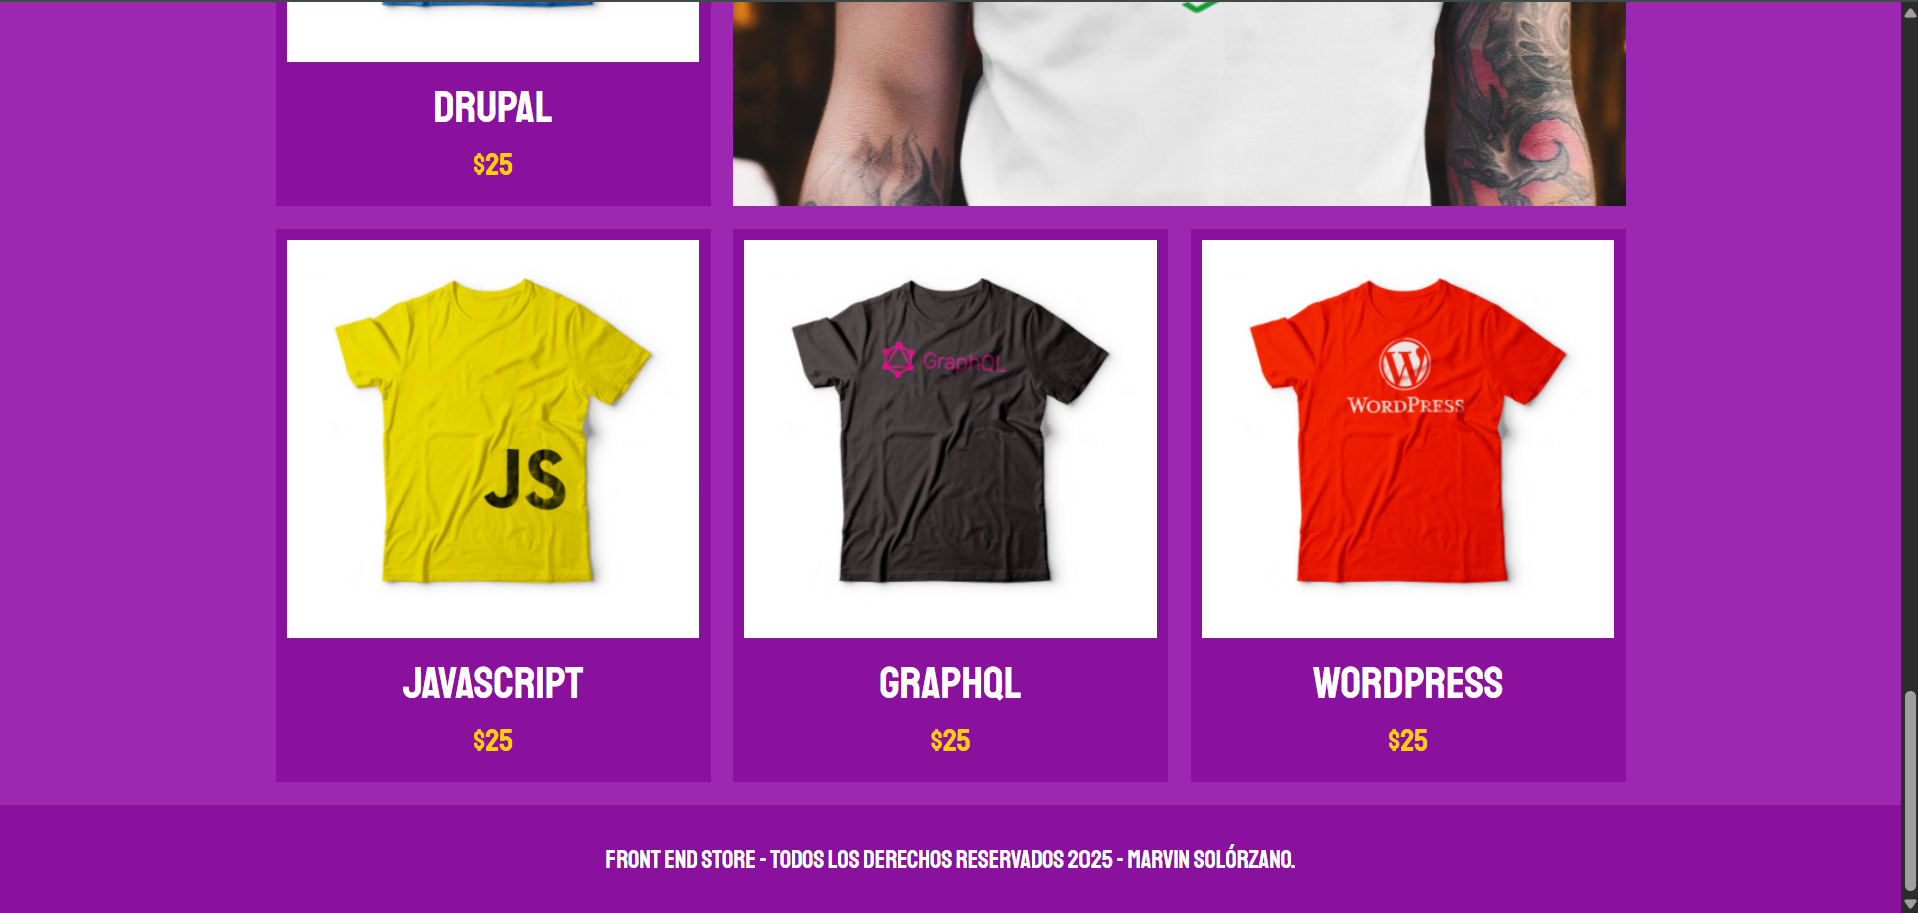 DRUPAL
$25
JS
JAVASCRIPT
$25
GraphQL
GRAPHQL
$25
W
WORDPRESS
WORDPRESS
$25
FRONT END STORE - TODOS LOS DERECHOS RESERVADOS 2025 - MARVIN SOLÓRZANO.